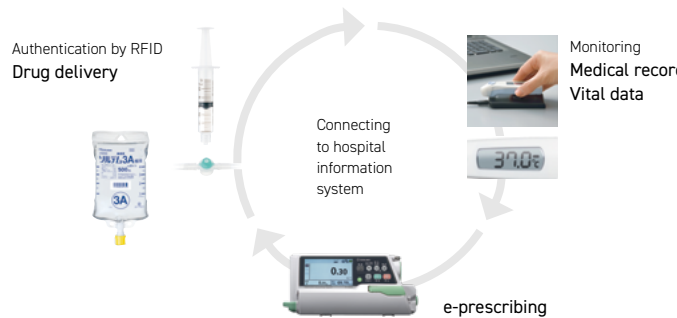 Authentication by RFID
Drug delivery
Monitoring
Medical record
Vital data
Connecting
to hospital
information
system
37.0℃
3A
3A
0.30
e-prescribing